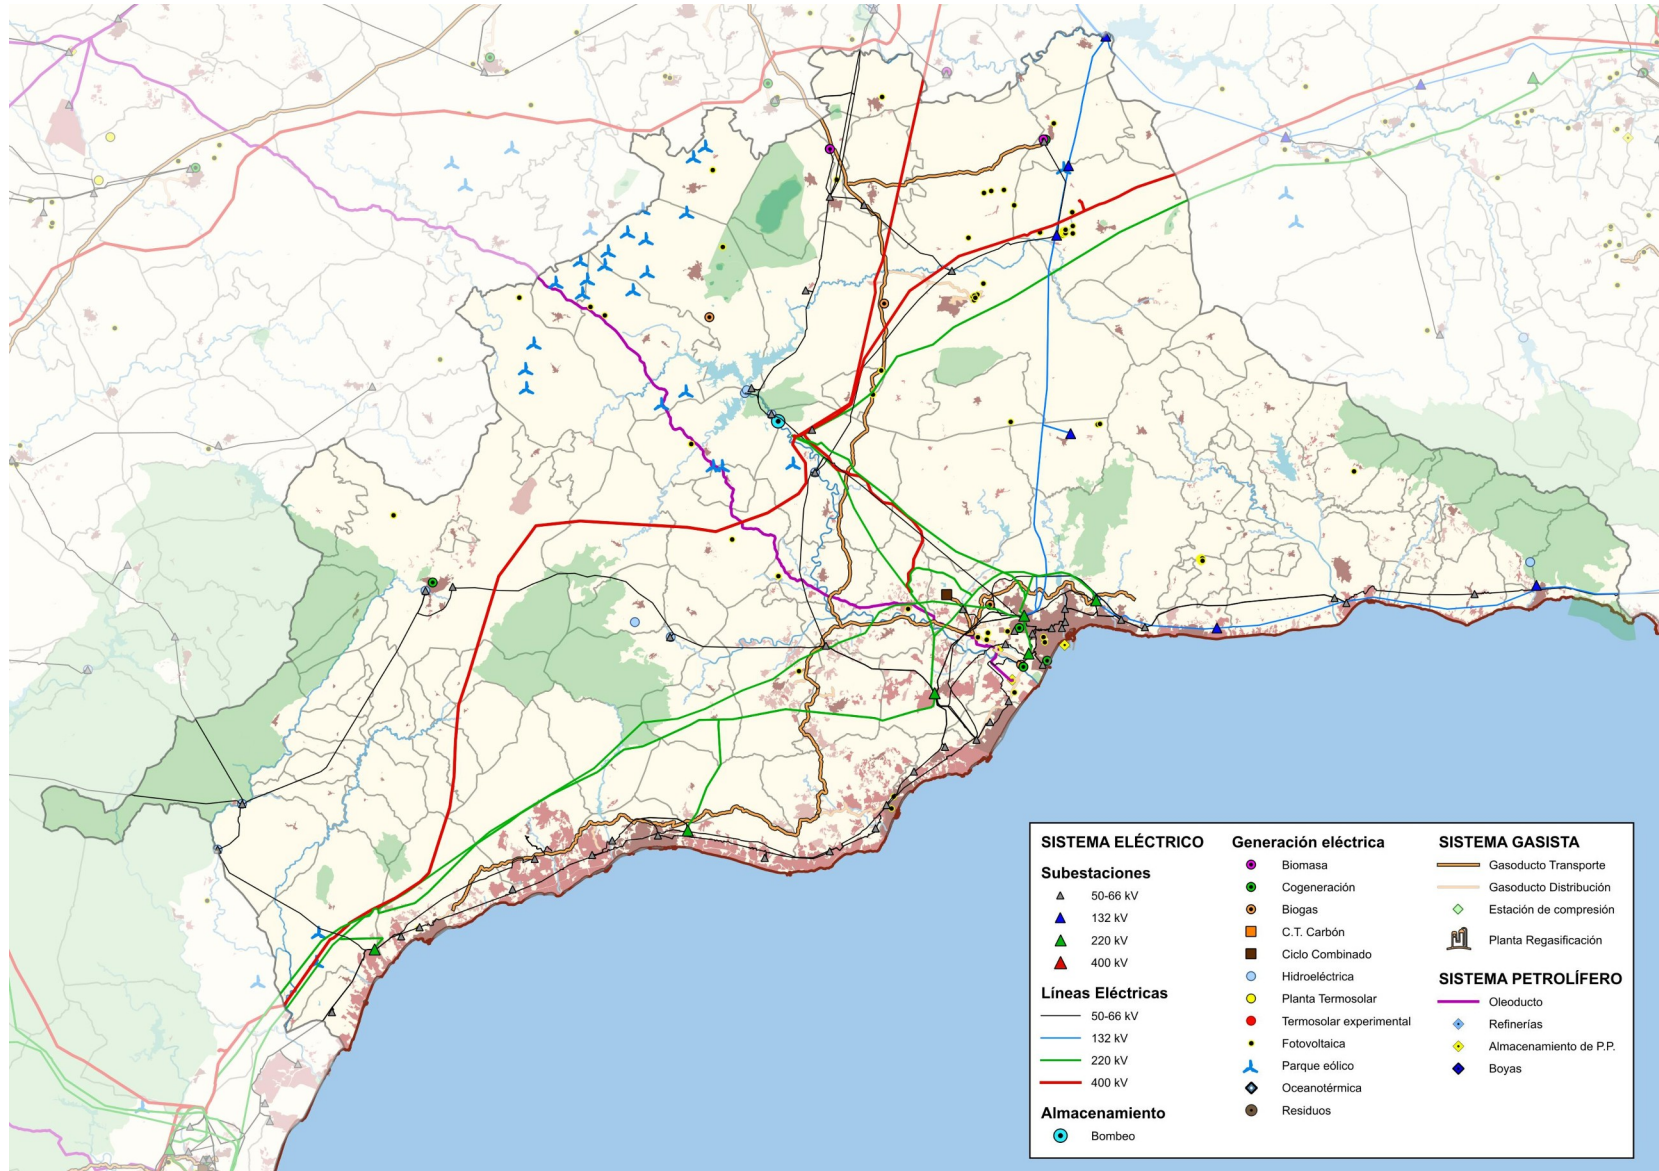 SISTEMA ELÉCTRICO
Subestaciones
50-66 kV
132 kV
220 kV
400 kV
Líneas Eléctricas
50-66 kV
132 kV
220 kV
400 kV
Almacenamiento
Bombeo
Generación eléctrica
Biomasa
Cogeneración
Biogas
C.T. Carbón
Ciclo Combinado
Hidroeléctrica
Planta Termosolar
Termosolar experimental
Fotovoltaica
Parque eólico
Oceanotérmica
Residuos
SISTEMA GASISTA
Gasoducto Transporte
Gasoducto Distribución
Estación de compresión
Planta Regasificación
SISTEMA PETROLÍFERO
Oleoducto
Refinerías
Almacenamiento de P.P.
Boyas